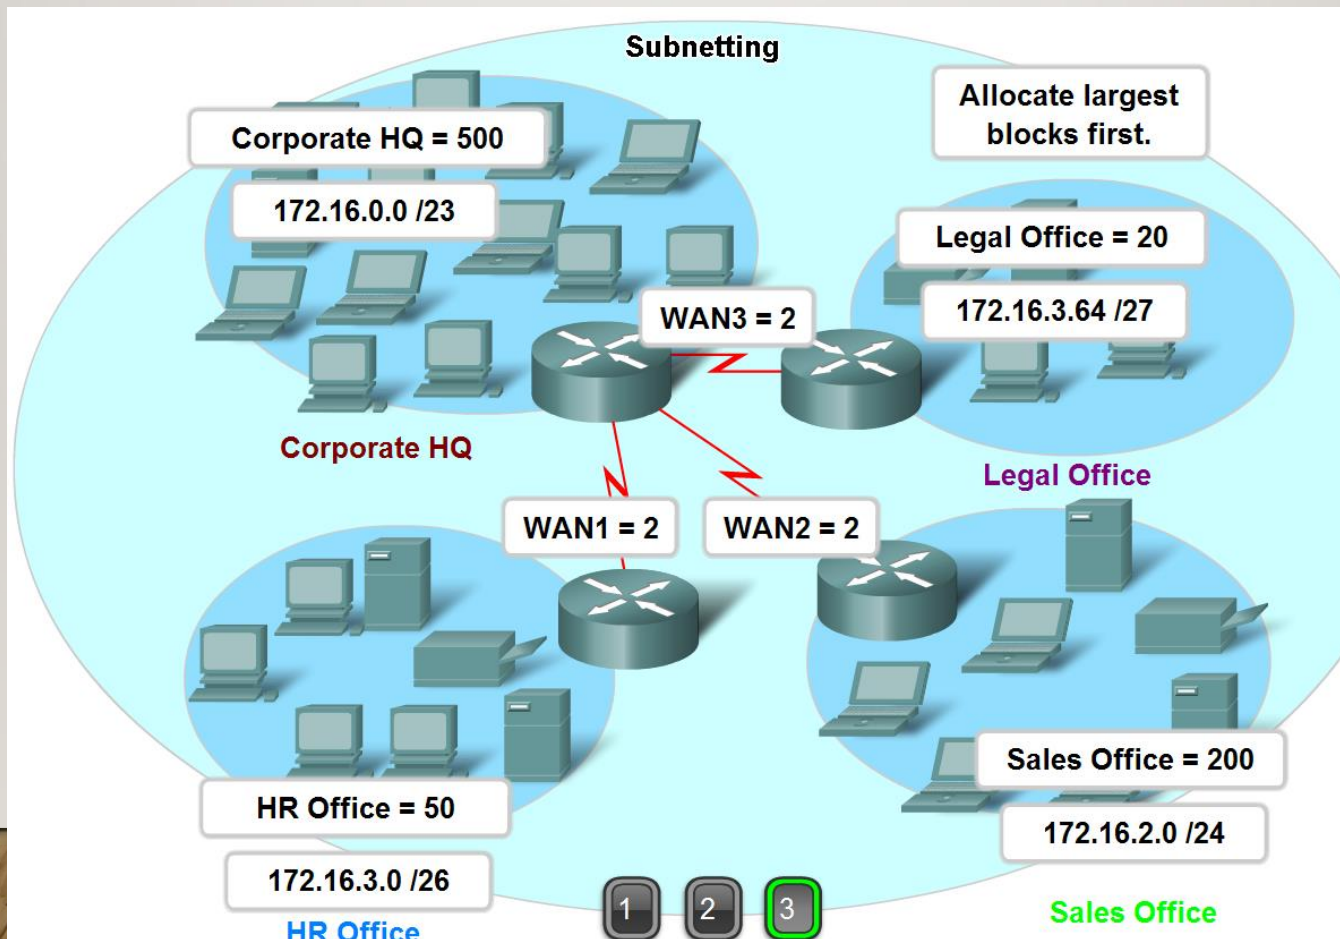 Subnetting
Allocate largest
blocks first.
Corporate HQ = 500
172.16.0.0 /23
Legal Office = 20
172.16.3.64 /27
WAN3 = 2
Corporate HQ
Legal Office
WAN1 = 2
WAN2 = 2
Sales Office = 200
172.16.2.0 /24
HR Office = 50
172.16.3.0 /26
HR Office
1
2
3
Sales Office